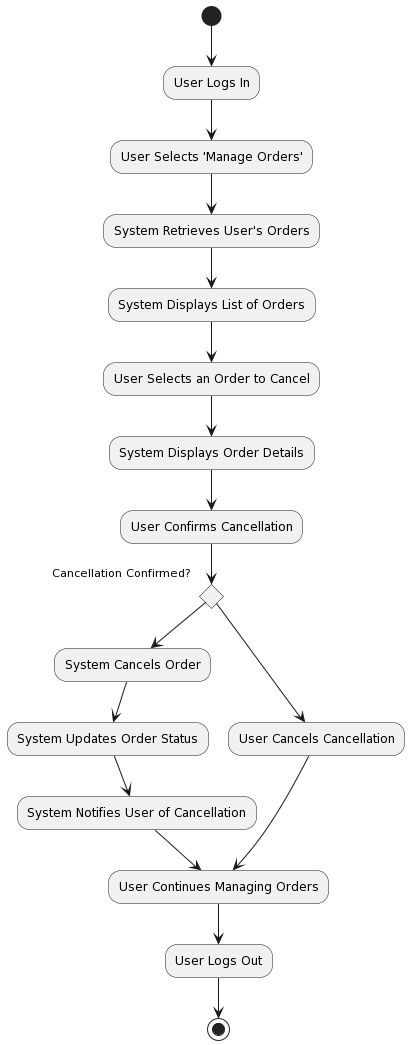 User Logs In
User Selects 'Manage Orders'
System Retrieves User's Orders
System Displays List of Orders
User Selects an Order to Cancel
System Displays Order Details
User Confirms Cancellation
Cancellation Confirmed?
System Cancels Order
System Updates Order Status
User Cancels Cancellation
System Notifies User of Cancellation
User Continues Managing Orders
User Logs Out